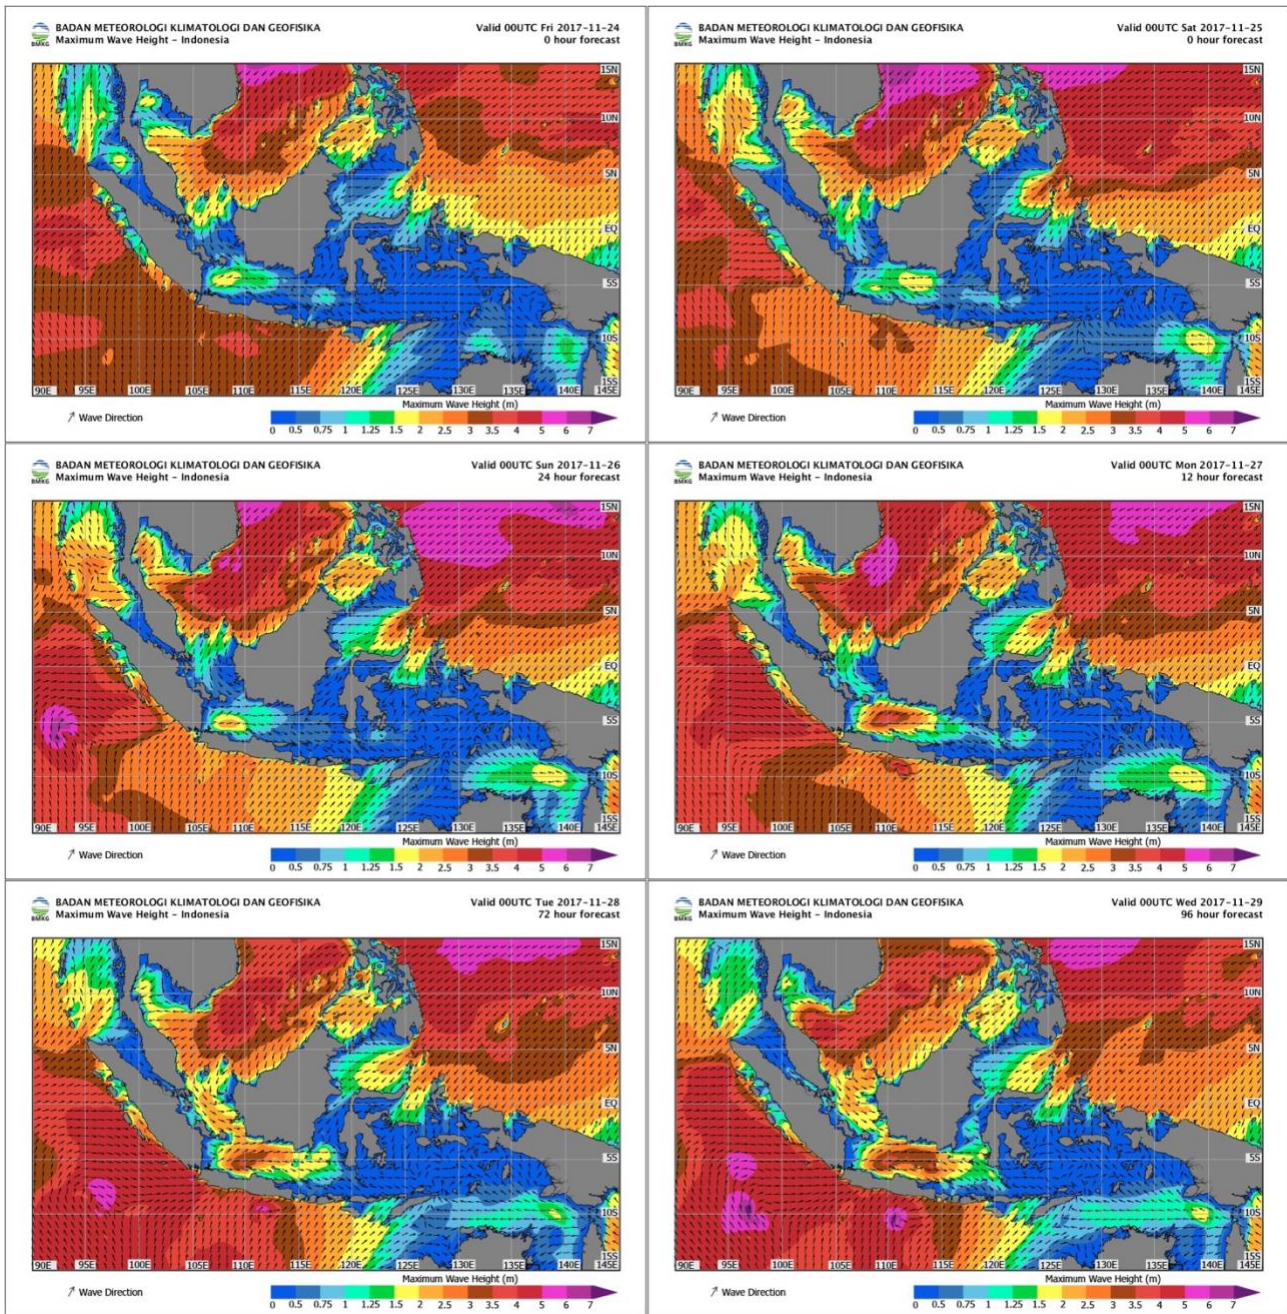 BMKG
BADAN METEOROLOGI KLIMATOLOGI DAN GEOFISIKA
Maximum Wave Height - Indonesia
Valid 00UTC Fri 2017-11-24
0 hour forecast
15N
10N
5N
EQ
5S
10S
15S
90E 95E 100E 105E 110E 115E 120E 125E 130E 135E 140E 145E
Wave Direction
Maximum Wave Height (m)
0 0.5 0.75 1 1.25 1.5 2 2.5 3 3.5 4 5 6 7
BMKG
BADAN METEOROLOGI KLIMATOLOGI DAN GEOFISIKA
Maximum Wave Height - Indonesia
Valid 00UTC Sat 2017-11-25
0 hour forecast
15N
10N
5N
EQ
5S
10S
15S
90E 95E 100E 105E 110E 115E 120E 125E 130E 135E 140E 145E
Wave Direction
Maximum Wave Height (m)
0 0.5 0.75 1 1.25 1.5 2 2.5 3 3.5 4 5 6 7
BMKG
BADAN METEOROLOGI KLIMATOLOGI DAN GEOFISIKA
Maximum Wave Height - Indonesia
Valid 00UTC Sun 2017-11-26
24 hour forecast
15N
10N
5N
EQ
5S
10S
15S
90E 95E 100E 105E 110E 115E 120E 125E 130E 135E 140E 145E
Wave Direction
Maximum Wave Height (m)
0 0.5 0.75 1 1.25 1.5 2 2.5 3 3.5 4 5 6 7
BMKG
BADAN METEOROLOGI KLIMATOLOGI DAN GEOFISIKA
Maximum Wave Height - Indonesia
Valid 00UTC Mon 2017-11-27
12 hour forecast
15N
10N
5N
EQ
5S
10S
15S
90E 95E 100E 105E 110E 115E 120E 125E 130E 135E 140E 145E
Wave Direction
Maximum Wave Height (m)
0 0.5 0.75 1 1.25 1.5 2 2.5 3 3.5 4 5 6 7
BMKG
BADAN METEOROLOGI KLIMATOLOGI DAN GEOFISIKA
Maximum Wave Height - Indonesia
Valid 00UTC Tue 2017-11-28
72 hour forecast
15N
10N
5N
EQ
5S
10S
15S
90E 95E 100E 105E 110E 115E 120E 125E 130E 135E 140E 145E
Wave Direction
Maximum Wave Height (m)
0 0.5 0.75 1 1.25 1.5 2 2.5 3 3.5 4 5 6 7
BMKG
BADAN METEOROLOGI KLIMATOLOGI DAN GEOFISIKA
Maximum Wave Height - Indonesia
Valid 00UTC Wed 2017-11-29
96 hour forecast
15N
10N
5N
EQ
5S
10S
15S
90E 95E 100E 105E 110E 115E 120E 125E 130E 135E 140E 145E
Wave Direction
Maximum Wave Height (m)
0 0.5 0.75 1 1.25 1.5 2 2.5 3 3.5 4 5 6 7